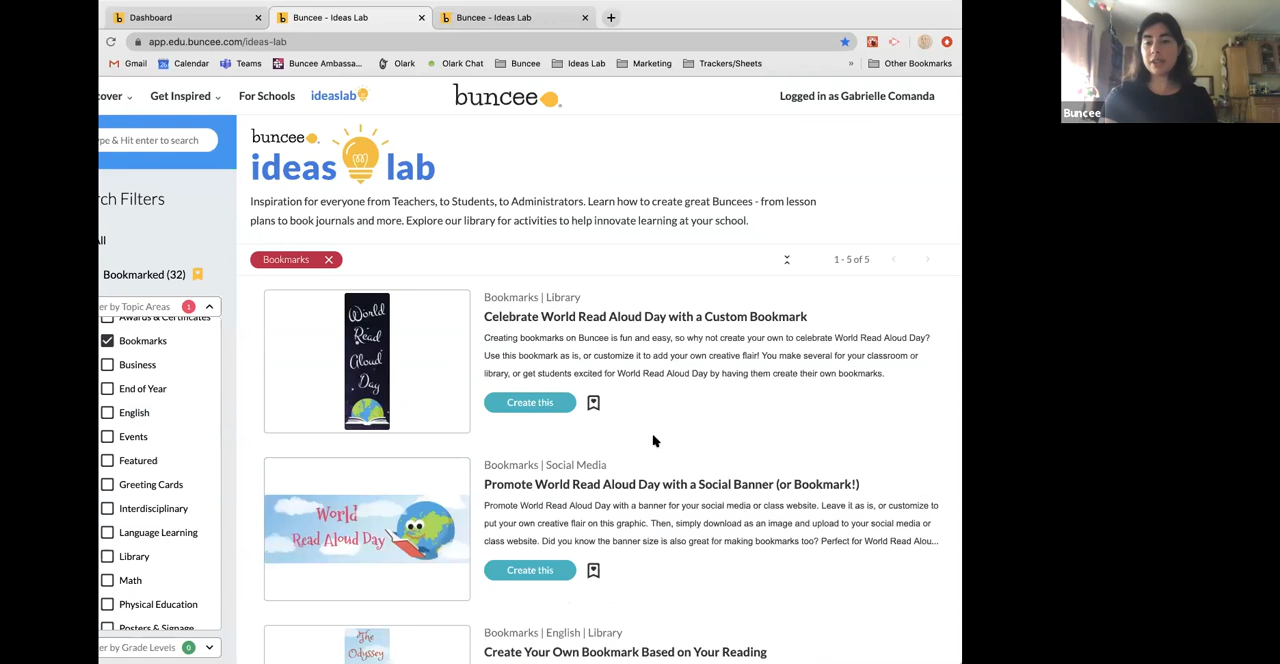 Dashboard
Buncee - Ideas Lab
Buncee - Ideas Lab
app.edu.buncee.com/ideas-lab
Gmail
Calendar
Teams
Buncee Ambassa...
Olark
Olark Chat
Buncee
Ideas Lab
Marketing
Trackers/Sheets
»
Other Bookmarks
cover
Get Inspired
For Schools
ideaslab
buncee
Logged in as Gabrielle Comanda
Buncee
pe & Hit enter to search
rch Filters
All
Bookmarked (32)
er by Topic Areas 1
Awards & Certificates
Bookmarks
Business
End of Year
English
Events
Featured
Greeting Cards
Interdisciplinary
Language Learning
Library
Math
Physical Education
Posters & Signage
er by Grade Levels 0
buncee
ideas lab
Inspiration for everyone from Teachers, to Students, to Administrators. Learn how to create great Buncees - from lesson
plans to book journals and more. Explore our library for activities to help innovate learning at your school.
Bookmarks
1 - 5 of 5
World
Read
Aloud
Day
Bookmarks | Library
Celebrate World Read Aloud Day with a Custom Bookmark
Creating bookmarks on Buncee is fun and easy, so why not create your own to celebrate World Read Aloud Day?
Use this bookmark as is, or customize it to add your own creative flair! You make several for your classroom or
library, or get students excited for World Read Aloud Day by having them create their own bookmarks.
Create this
World
Read Aloud Day
Bookmarks | Social Media
Promote World Read Aloud Day with a Social Banner (or Bookmark!)
Promote World Read Aloud Day with a banner for your social media or class website. Leave it as is, or customize to
put your own creative flair on this graphic. Then, simply download as an image and upload to your social media or
class website. Did you know the banner size is also great for making bookmarks too? Perfect for World Read Alou...
Create this
The
Odyssey
Bookmarks | English | Library
Create Your Own Bookmark Based on Your Reading